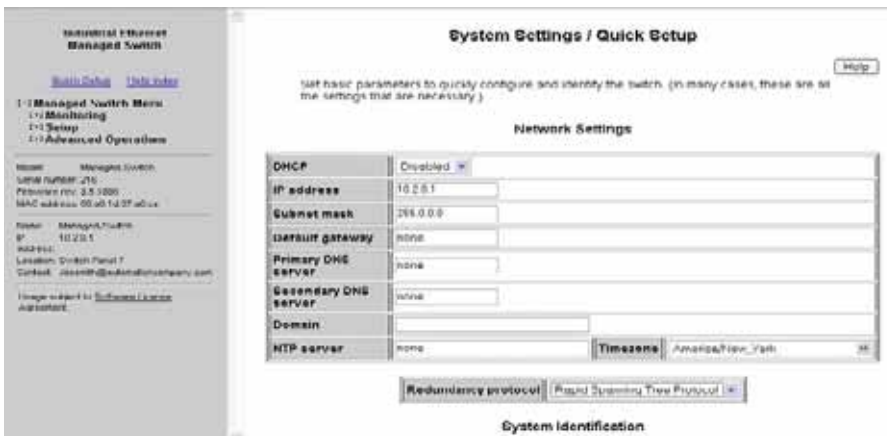 Industrial Ethernet
Managed Switch
Quick Setup Help Index
Managed Switch Menu
Monitoring
Setup
Advanced Operations
Model: Managed Switch
Serial number: 216
Firmware rev:
MAC address:
Name: Managed Switch
IP address: 10.2.0.1
Location: Switch Panel 7
Contact:
Usage subject to Software License Agreement.
System Settings / Quick Setup
Help
Set basic parameters to quickly configure and identify the switch. (In many cases, these are all
the settings that are necessary.)
Network Settings
DHCP Disabled
IP address 10.2.0.1
Subnet mask 255.0.0.0
Default gateway none
Primary DNS server none
Secondary DNS server none
Domain
NTP server none Timezone America/New_York
Redundancy protocol Rapid Spanning Tree Protocol
System Identification